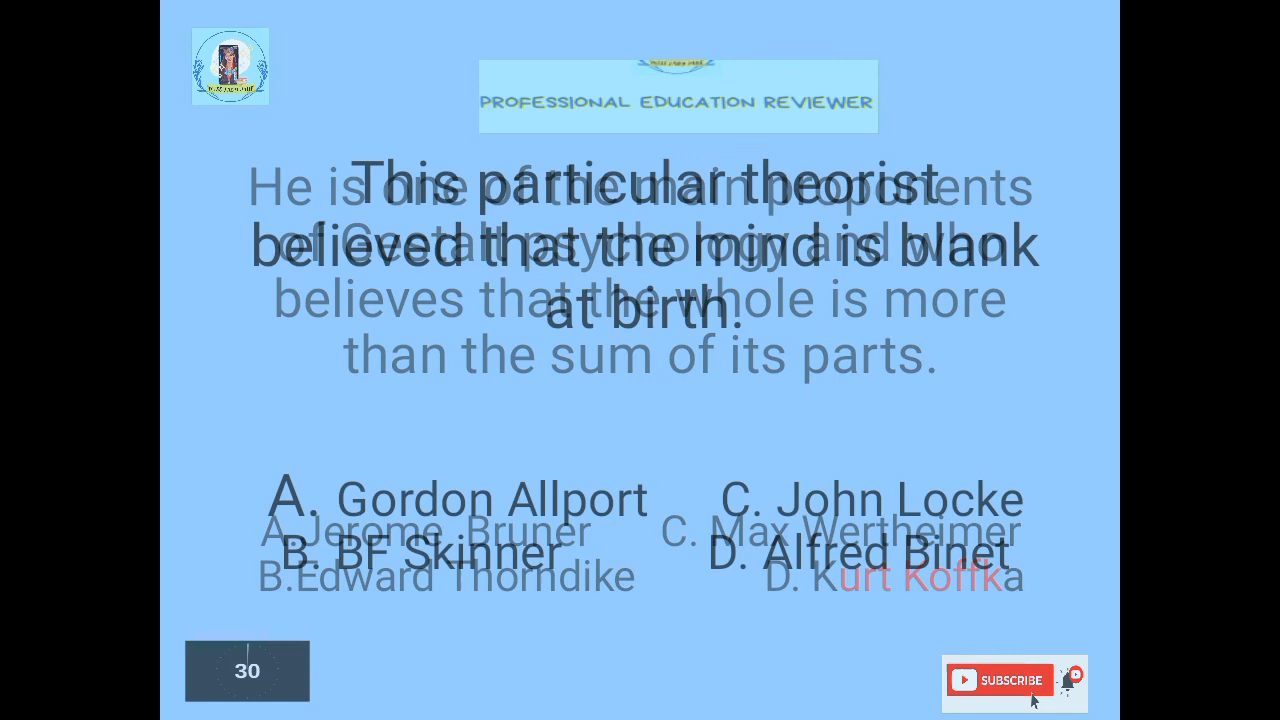 PROFESSIONAL EDUCATION REVIEWER
This particular theorist
believed that the mind is blank
at birth.
He is one of the main proponents
of Gestalt psychology and who
believes that the whole is more
than the sum of its parts.
A. Gordon Allport
C. John Locke
B. BF Skinner
D. Alfred Binet
A. Jerome Bruner
C. Max Wertheimer
B.Edward Thorndike
D. Kurt Koffka
30
SUBSCRIBE